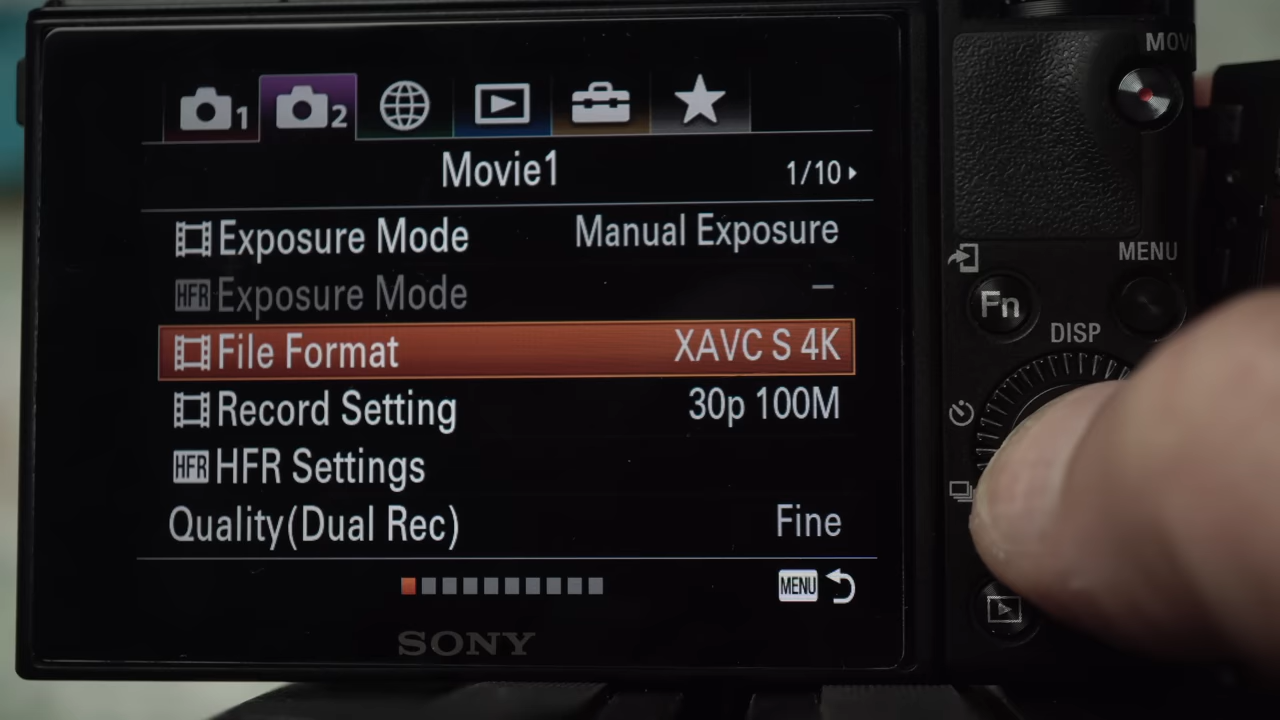 1
2
Movie1
1/10
Exposure Mode Manual Exposure
HFR Exposure Mode –
File Format XAVC S 4K
Record Setting 30p 100M
HFR HFR Settings
Quality(Dual Rec) Fine
MENU
SONY
MENU
Fn
DISP